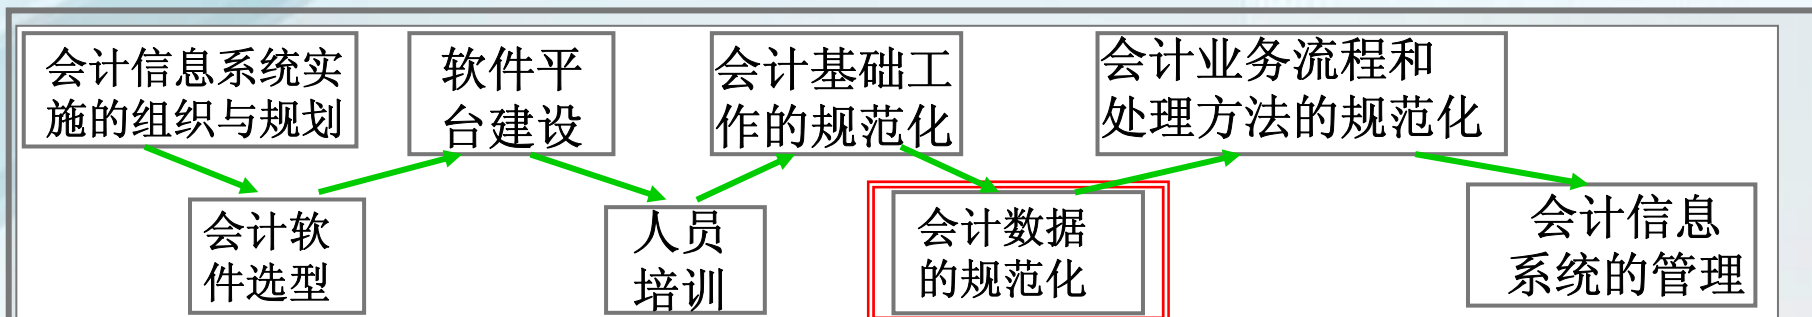 会计信息系统实
施的组织与规划
会计软
件选型
软件平
台建设
人员
培训
会计基础工
作的规范化
会计数据
的规范化
会计业务流程和
处理方法的规范化
会计信息
系统的管理